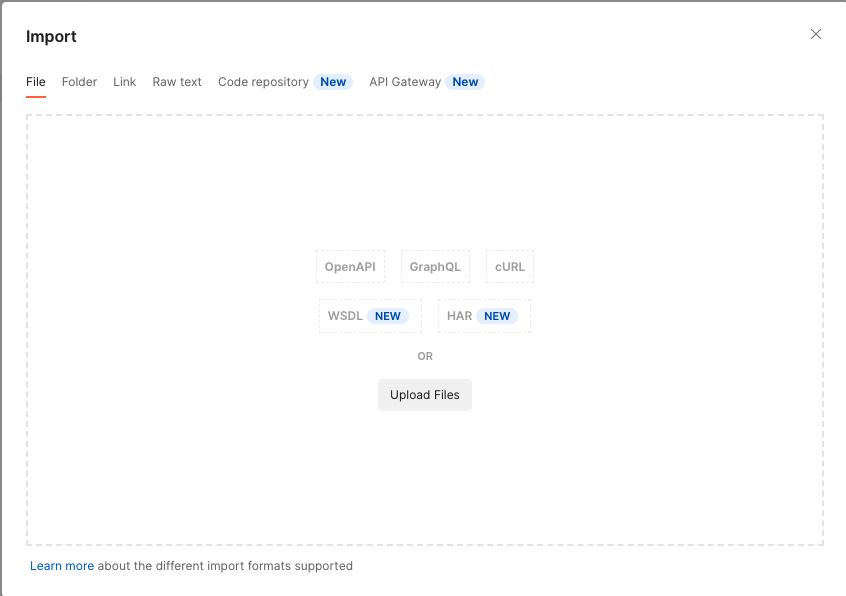 Import
File Folder Link Raw text Code repository New API Gateway New
OpenAPI GraphQL cURL
WSDL NEW HAR NEW
OR
Upload Files
Learn more about the different import formats supported